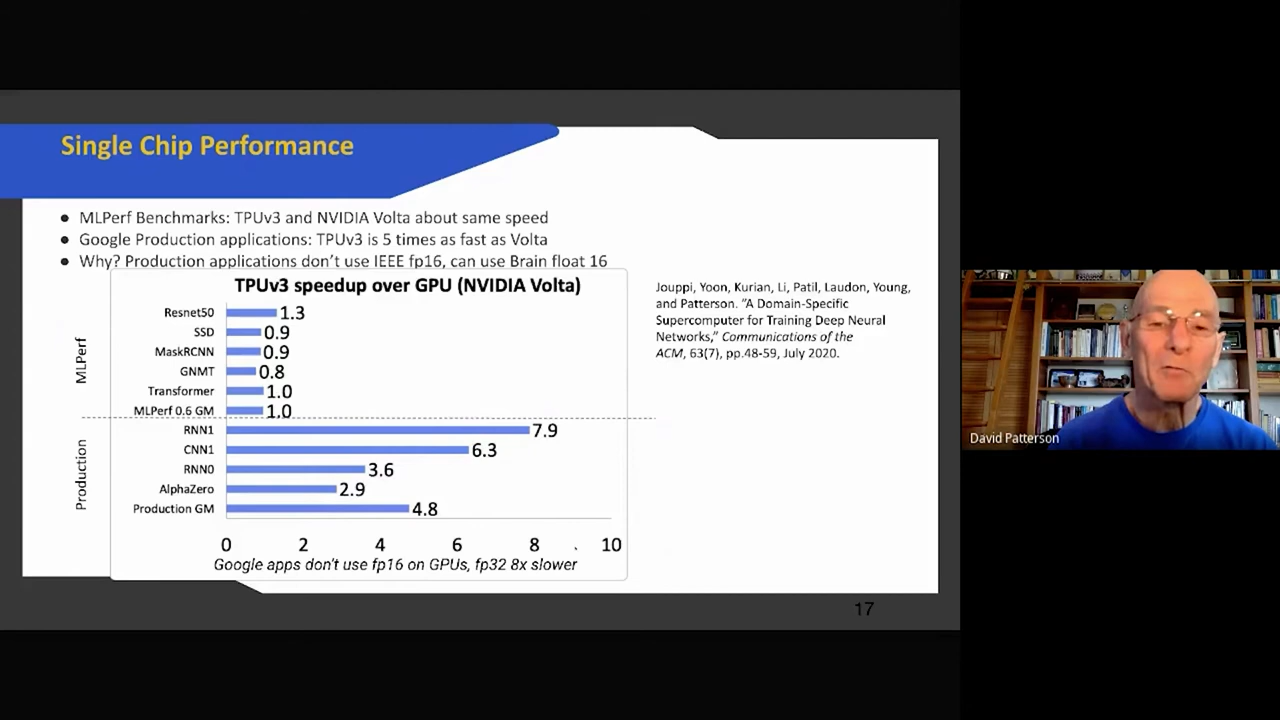 Single Chip Performance
● MLPerf Benchmarks: TPUv3 and NVIDIA Volta about same speed
● Google Production applications: TPUv3 is 5 times as fast as Volta
● Why? Production applications don't use IEEE fp16, can use Brain float 16
TPUv3 speedup over GPU (NVIDIA Volta)
MLPerf
Resnet50 1.3
SSD 0.9
MaskRCNN 0.9
GNMT 0.8
Transformer 1.0
MLPerf 0.6 GM 1.0
Production
RNN1 7.9
CNN1 6.3
RNN0 3.6
AlphaZero 2.9
Production GM 4.8
0 2 4 6 8 10
Google apps don't use fp16 on GPUs, fp32 8x slower
Jouppi, Yoon, Kurian, Li, Patil, Laudon, Young,
and Patterson. "A Domain-Specific
Supercomputer for Training Deep Neural
Networks," Communications of the
ACM, 63(7), pp.48-59, July 2020.
17
David Patterson